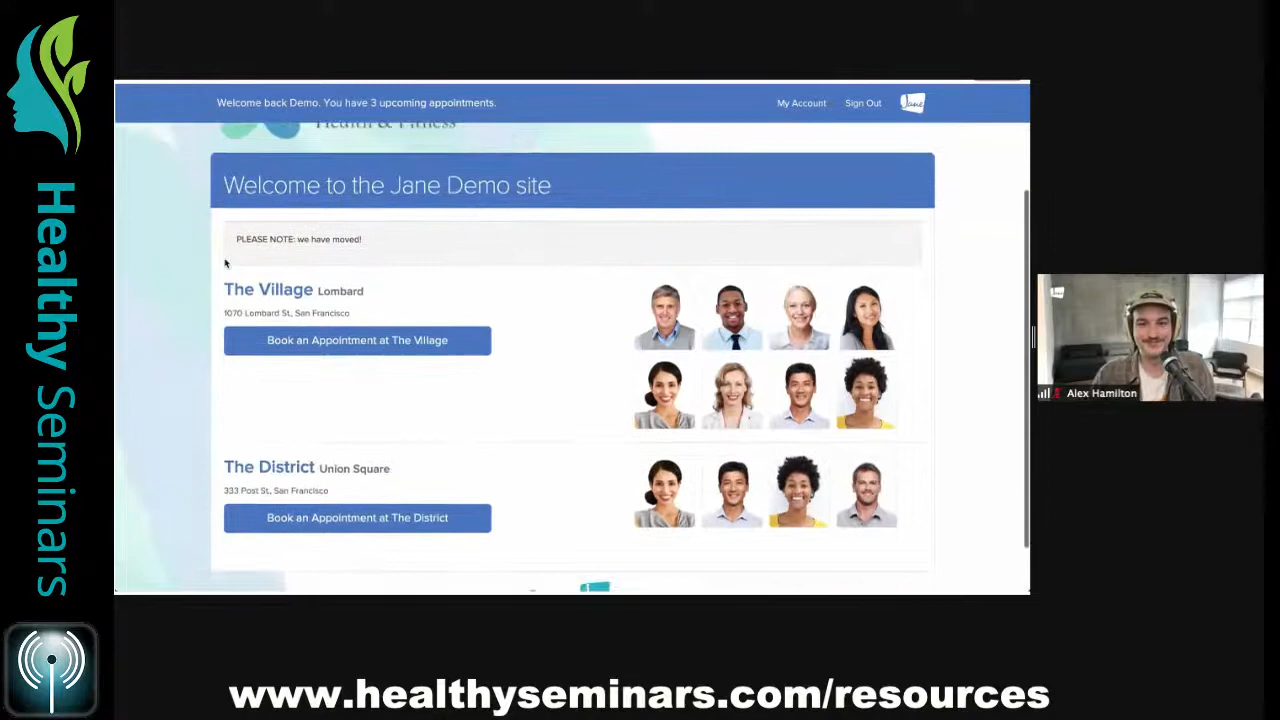 Healthy Seminars
Welcome back Demo. You have 3 upcoming appointments.
My Account
Sign Out
Jane
Health & Fitness
Welcome to the Jane Demo site
PLEASE NOTE: we have moved!
The Village Lombard
1070 Lombard St., San Francisco
Book an Appointment at The Village
The District Union Square
333 Post St, San Francisco
Book an Appointment at The District
Jane
Alex Hamilton
www.healthyseminars.com/resources